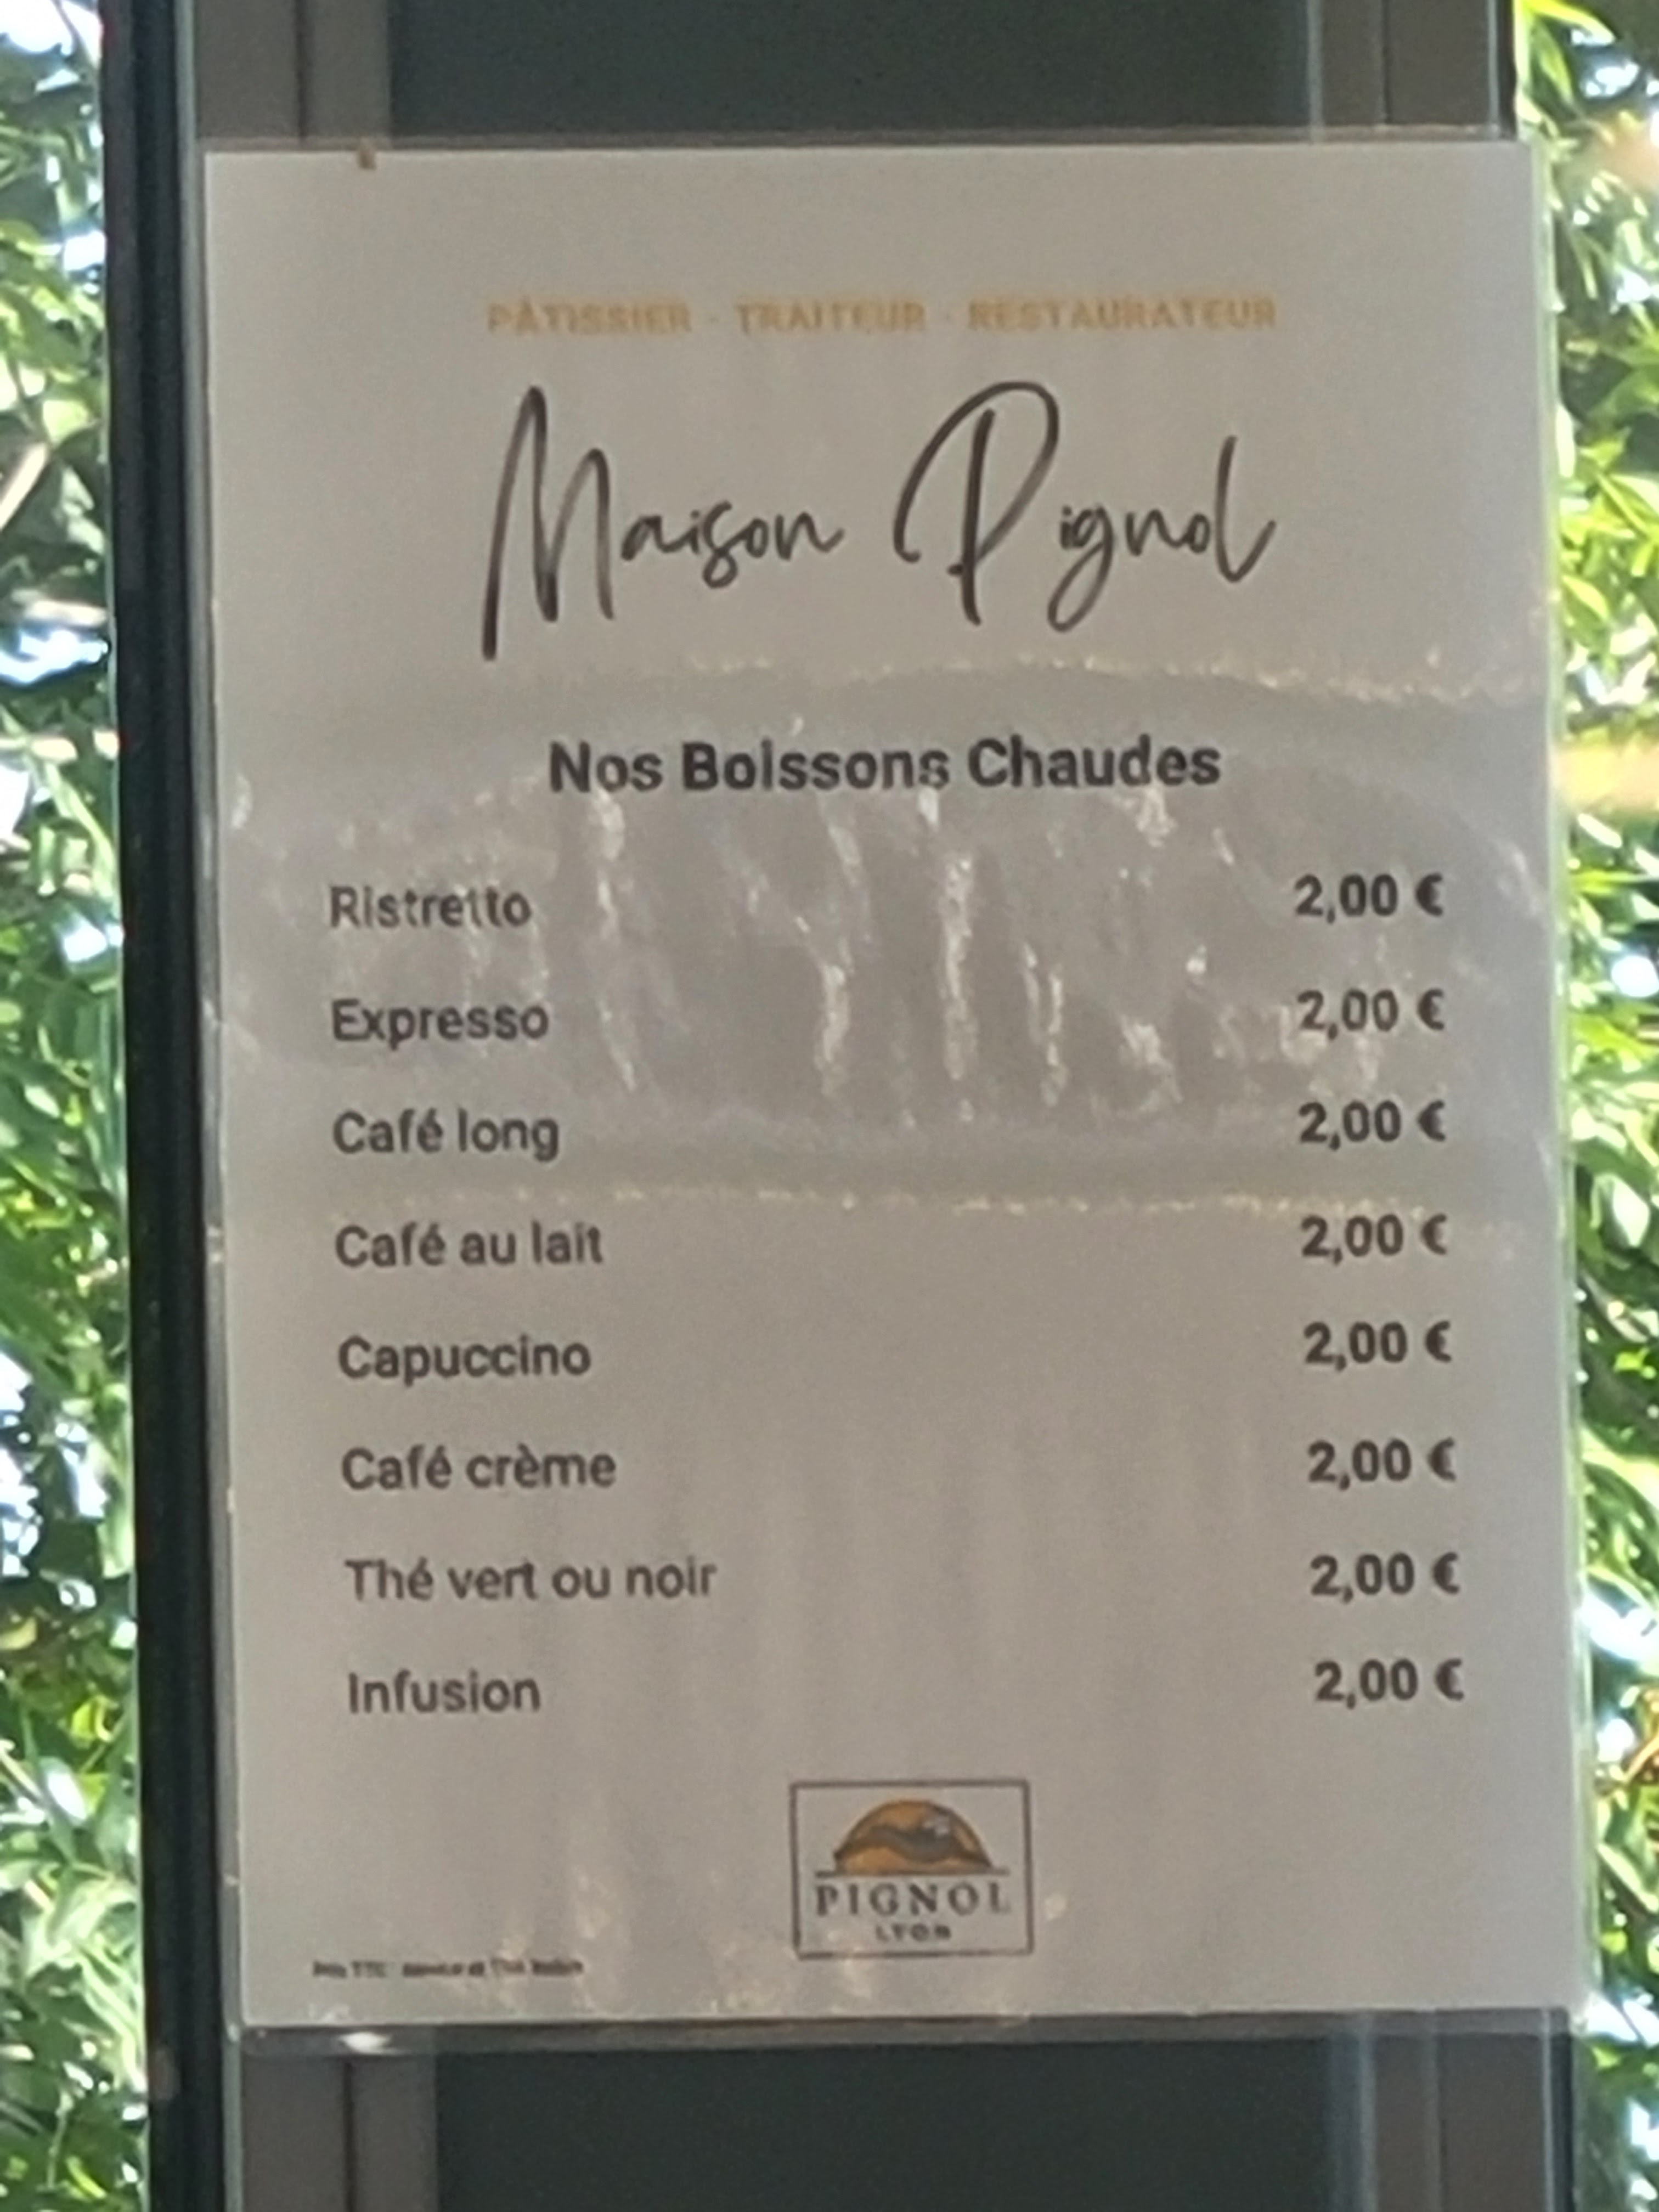 PÂTISSIER · TRAITEUR · RESTAURATEUR
Maison Pignol
Nos Boissons Chaudes
Ristretto 2,00 €
Expresso 2,00 €
Café long 2,00 €
Café au lait 2,00 €
Capuccino 2,00 €
Café crème 2,00 €
Thé vert ou noir 2,00 €
Infusion 2,00 €
PIGNOL
LYON
Prix TTC